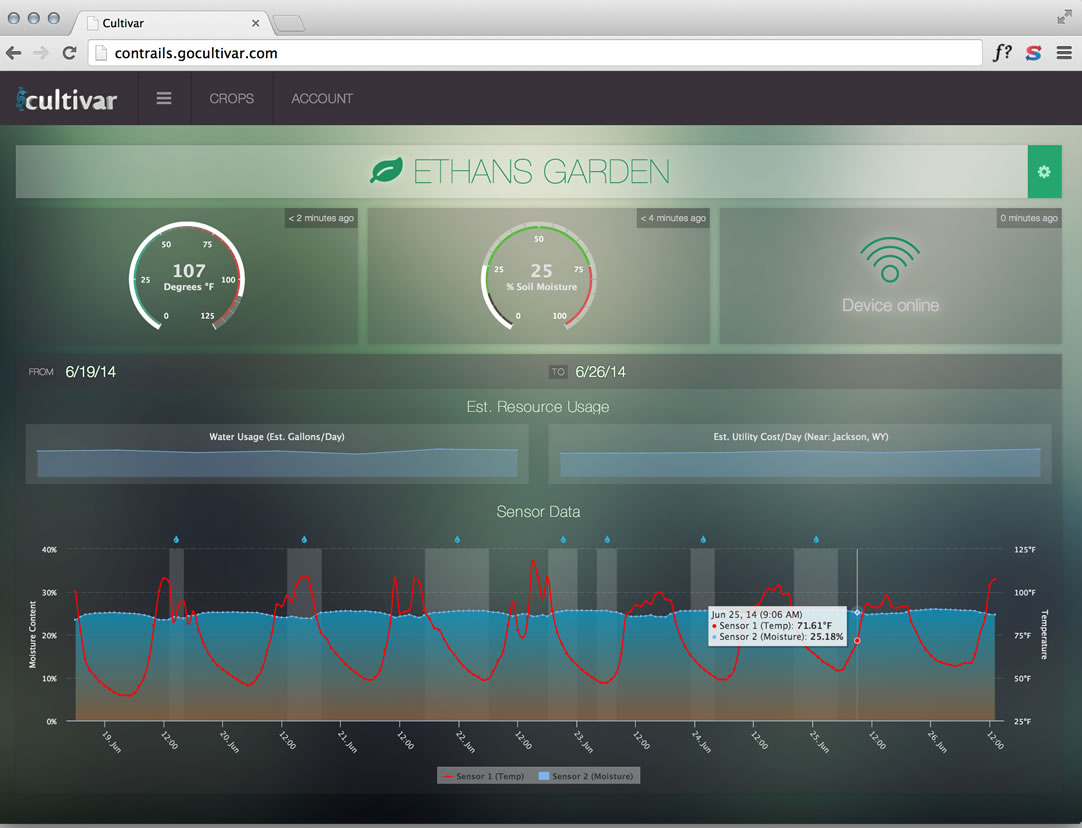 Cultivar
contrails.gocultivar.com
f?
cultivar
CROPS
ACCOUNT
ETHANS GARDEN
< 2 minutes ago
< 4 minutes ago
0 minutes ago
50 75
25 100
107
Degrees °F
0 125
50
25 75
25
% Soil Moisture
0 100
Device online
FROM 6/19/14
TO 6/26/14
Est. Resource Usage
Water Usage (Est. Gallons/Day)
Est. Utility Cost/Day (Near: Jackson, WY)
Sensor Data
40%
30%
20%
10%
0%
Moisture Content
125°F
100°F
75°F
50°F
25°F
Temperature
Jun 25, 14 (9:06 AM)
Sensor 1 (Temp): 71.61°F
Sensor 2 (Moisture): 25.18%
19. Jun
12:00
20. Jun
12:00
21. Jun
12:00
22. Jun
12:00
23. Jun
12:00
24. Jun
12:00
25. Jun
12:00
26. Jun
12:00
Sensor 1 (Temp)
Sensor 2 (Moisture)